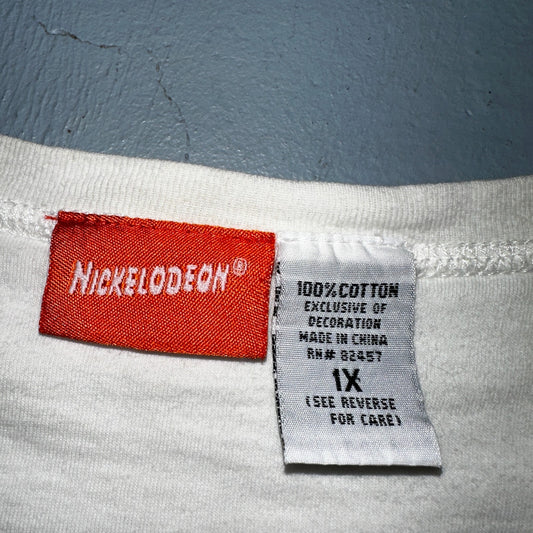 NICKELODEON®
100% COTTON
EXCLUSIVE OF
DECORATION
MADE IN CHINA
RN# 82457
1X
(SEE REVERSE
FOR CARE)